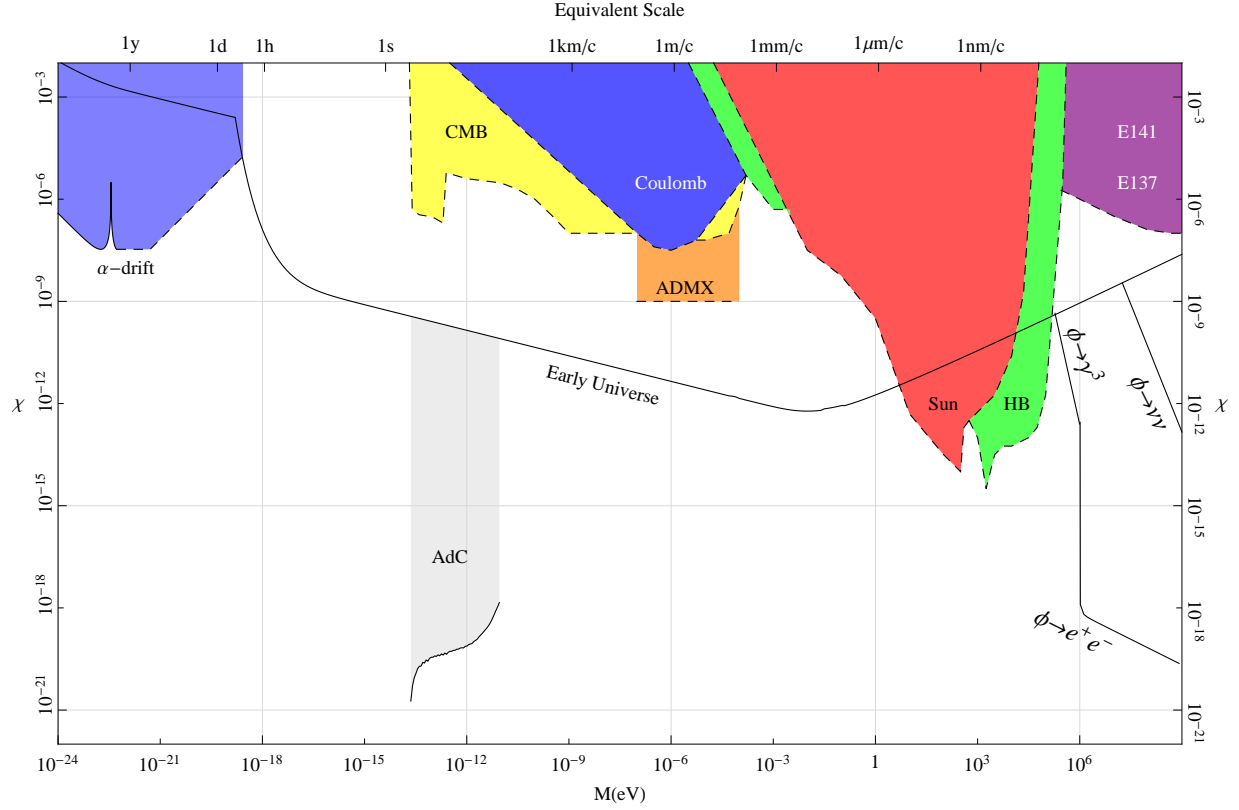 Equivalent Scale
1y 1d 1h 1s 1km/c 1m/c 1mm/c 1μm/c 1nm/c
10⁻³ 10⁻³
CMB E141
Coulomb E137
10⁻⁶ 10⁻⁶
α−drift
ADMX
10⁻⁹ 10⁻⁹
ϕ→γ³
Early Universe
ϕ→νν
χ 10⁻¹² Sun HB 10⁻¹² χ
10⁻¹⁵ 10⁻¹⁵
AdC
10⁻¹⁸ 10⁻¹⁸
ϕ→e⁺e⁻
10⁻²¹ 10⁻²¹
10⁻²⁴ 10⁻²¹ 10⁻¹⁸ 10⁻¹⁵ 10⁻¹² 10⁻⁹ 10⁻⁶ 10⁻³ 1 10³ 10⁶
M(eV)